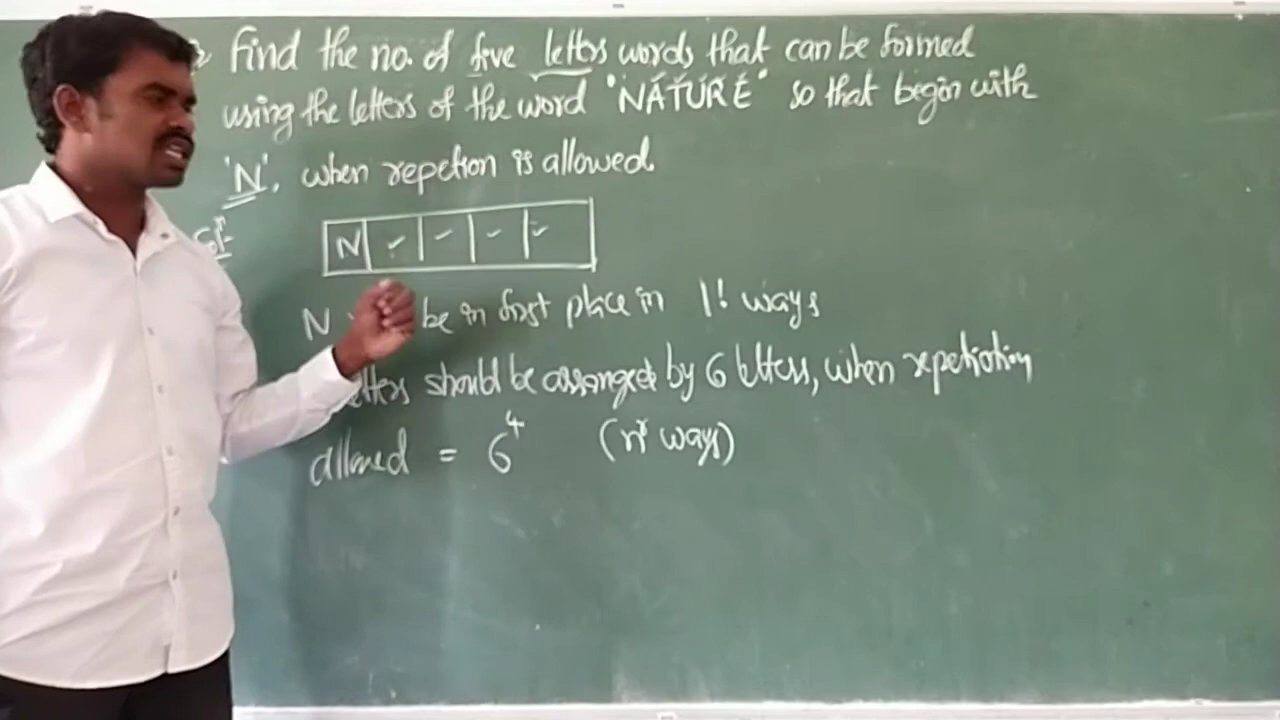 Find the no. of five letters words that can be formed
using the letters of the word "NATURE" so that begin with
'N', when repetion is allowed.
Sol
N
N be in first place in 1! ways
letters should be arranged by 6 letters, when
allowed = 6⁴ (nʳ ways)